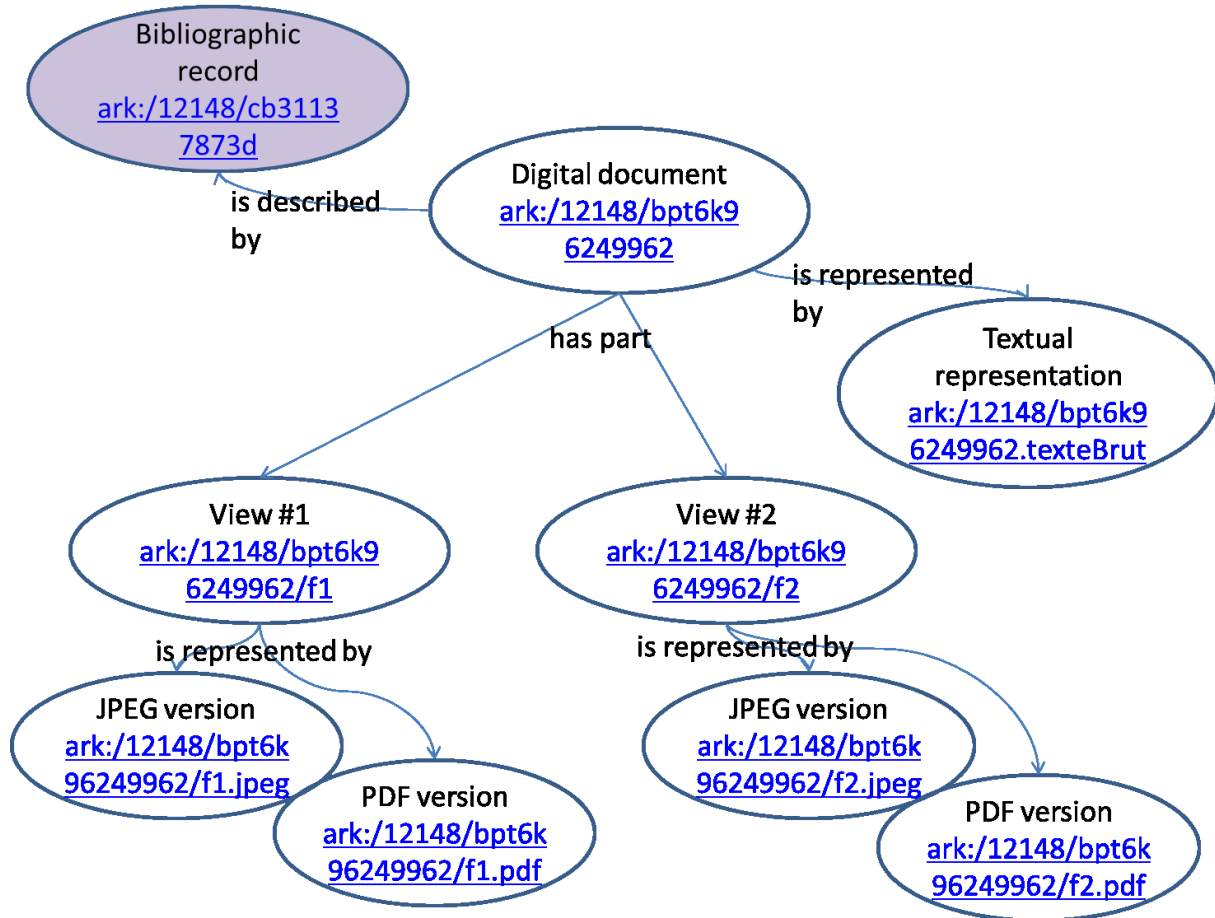 Bibliographic
record
ark:/12148/cb3113
7873d
Digital document
ark:/12148/bpt6k9
6249962
is described
by
is represented
by
has part
Textual
representation
ark:/12148/bpt6k9
6249962.texteBrut
View #1
ark:/12148/bpt6k9
6249962/f1
View #2
ark:/12148/bpt6k9
6249962/f2
is represented by
is represented by
JPEG version
ark:/12148/bpt6k
96249962/f1.jpeg
PDF version
ark:/12148/bpt6k
96249962/f1.pdf
JPEG version
ark:/12148/bpt6k
96249962/f2.jpeg
PDF version
ark:/12148/bpt6k
96249962/f2.pdf